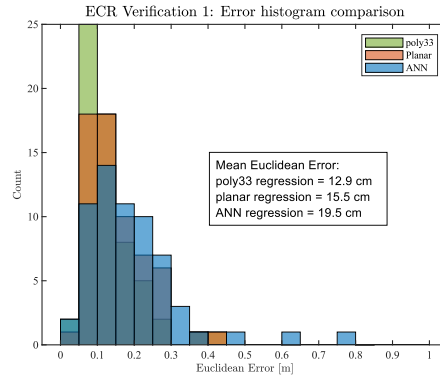 ECR Verification 1: Error histogram comparison
25
20
15
10
5
0
Count
poly33
Planar
ANN
Mean Euclidean Error:
poly33 regression = 12.9 cm
planar regression = 15.5 cm
ANN regression = 19.5 cm
0 0.1 0.2 0.3 0.4 0.5 0.6 0.7 0.8 0.9 1
Euclidean Error [m]